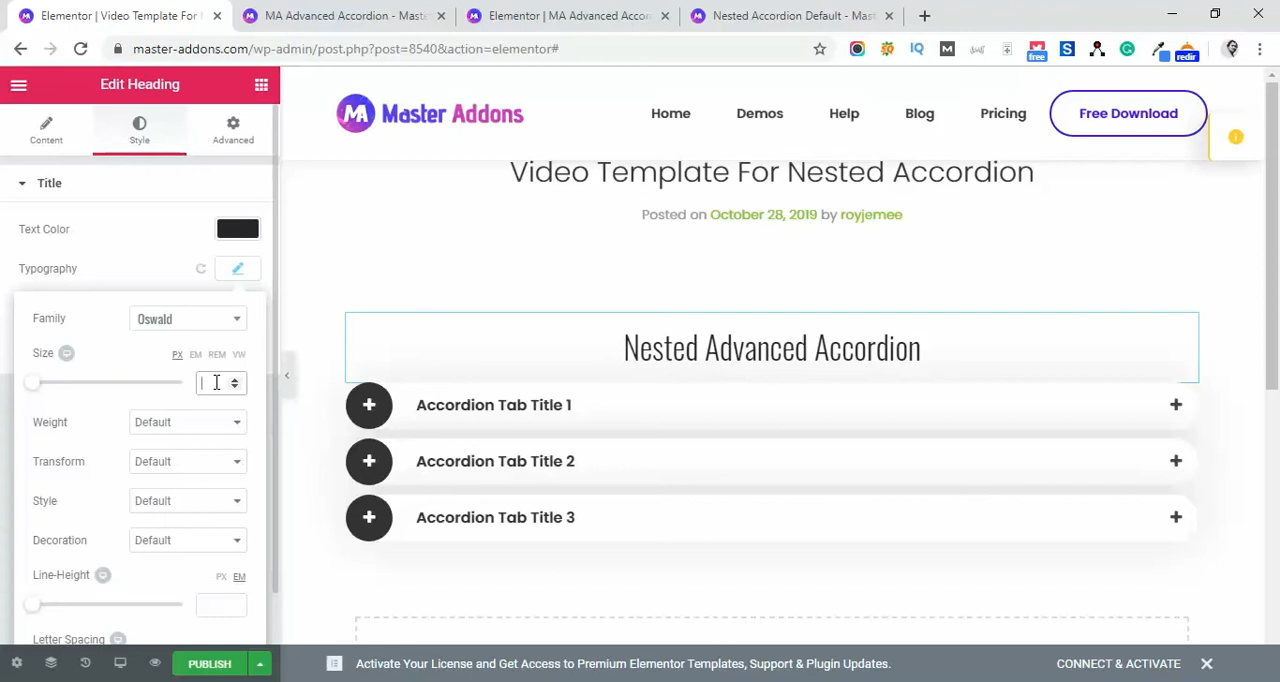 Elementor | Video Template For N
MA Advanced Accordion - Mast
Elementor | MA Advanced Accor
Nested Accordion Default - Mast
master-addons.com/wp-admin/post.php?post=8540&action=elementor#
IQ
M
free
S
redir
Edit Heading
Content
Style
Advanced
Title
Text Color
Typography
Family
Oswald
Size
PX EM REM VW
Weight
Default
Transform
Default
Style
Default
Decoration
Default
Line-Height
PX EM
Letter Spacing
PUBLISH
MA Master Addons
Home
Demos
Help
Blog
Pricing
Free Download
Video Template For Nested Accordion
Posted on October 28, 2019 by royjemee
Nested Advanced Accordion
Accordion Tab Title 1
Accordion Tab Title 2
Accordion Tab Title 3
Activate Your License and Get Access to Premium Elementor Templates, Support & Plugin Updates.
CONNECT & ACTIVATE